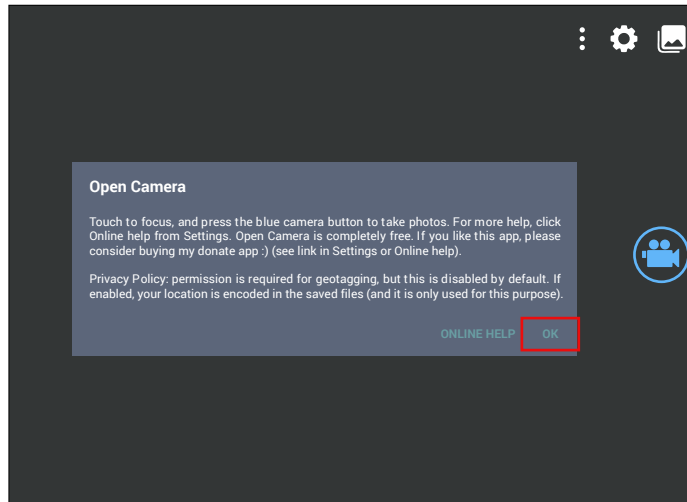 Open Camera
Touch to focus, and press the blue camera button to take photos. For more help, click
Online help from Settings. Open Camera is completely free. If you like this app, please
consider buying my donate app :) (see link in Settings or Online help).
Privacy Policy: permission is required for geotagging, but this is disabled by default. If
enabled, your location is encoded in the saved files (and it is only used for this purpose).
ONLINE HELP OK